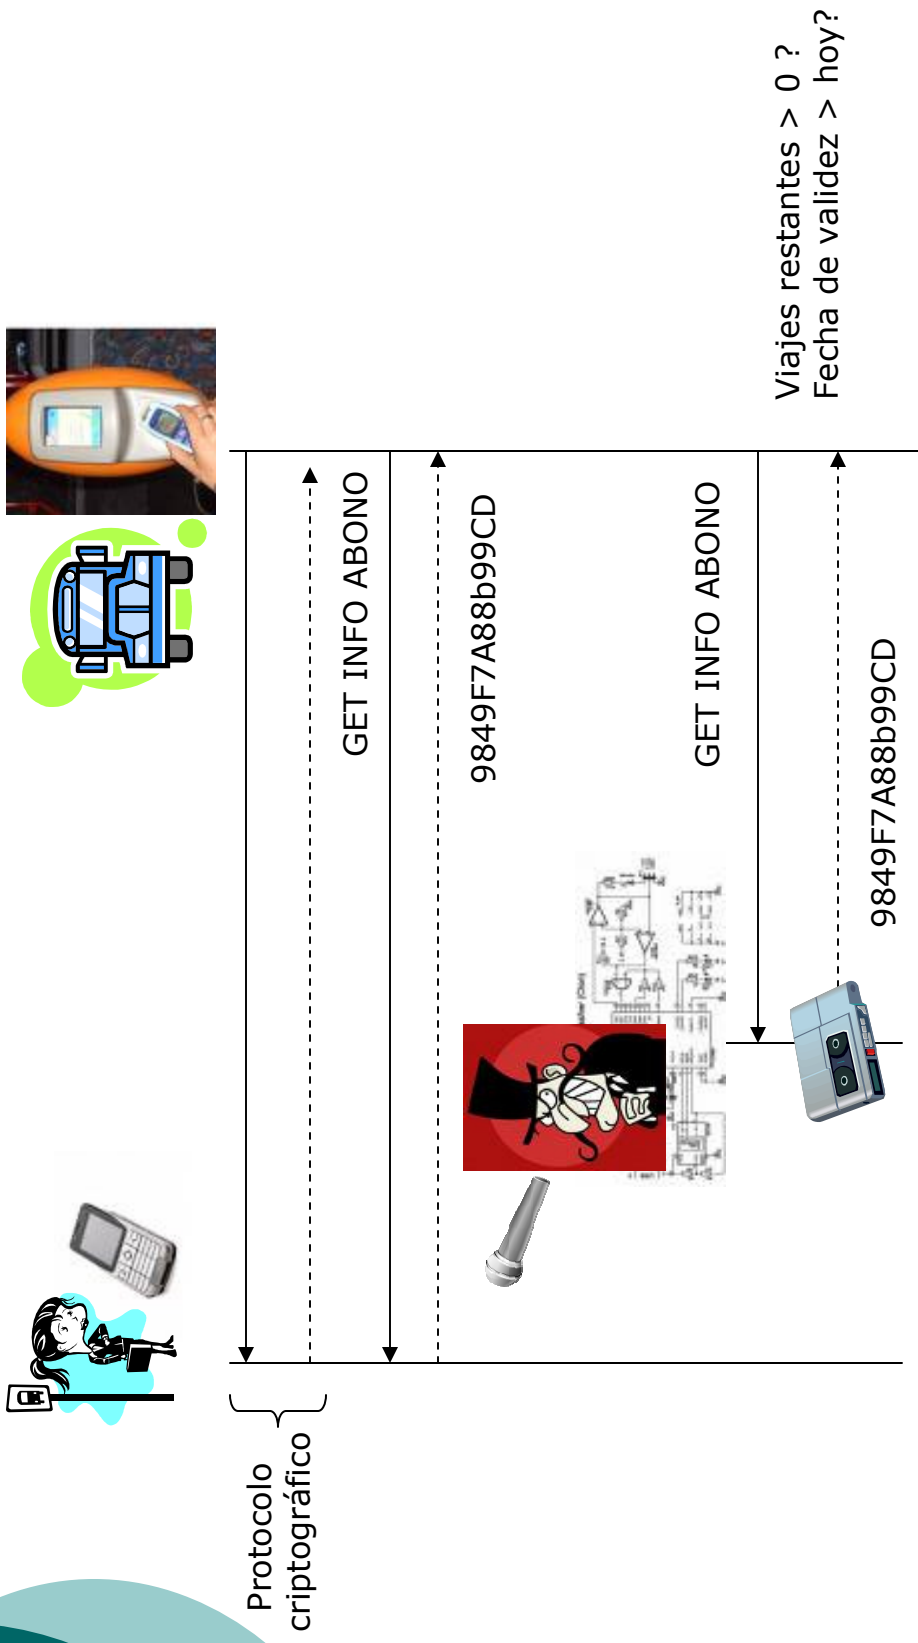 Protocolo
criptográfico
GET INFO ABONO
9849F7A88b99CD
GET INFO ABONO
9849F7A88b99CD
Viajes restantes > 0 ?
Fecha de validez > hoy?